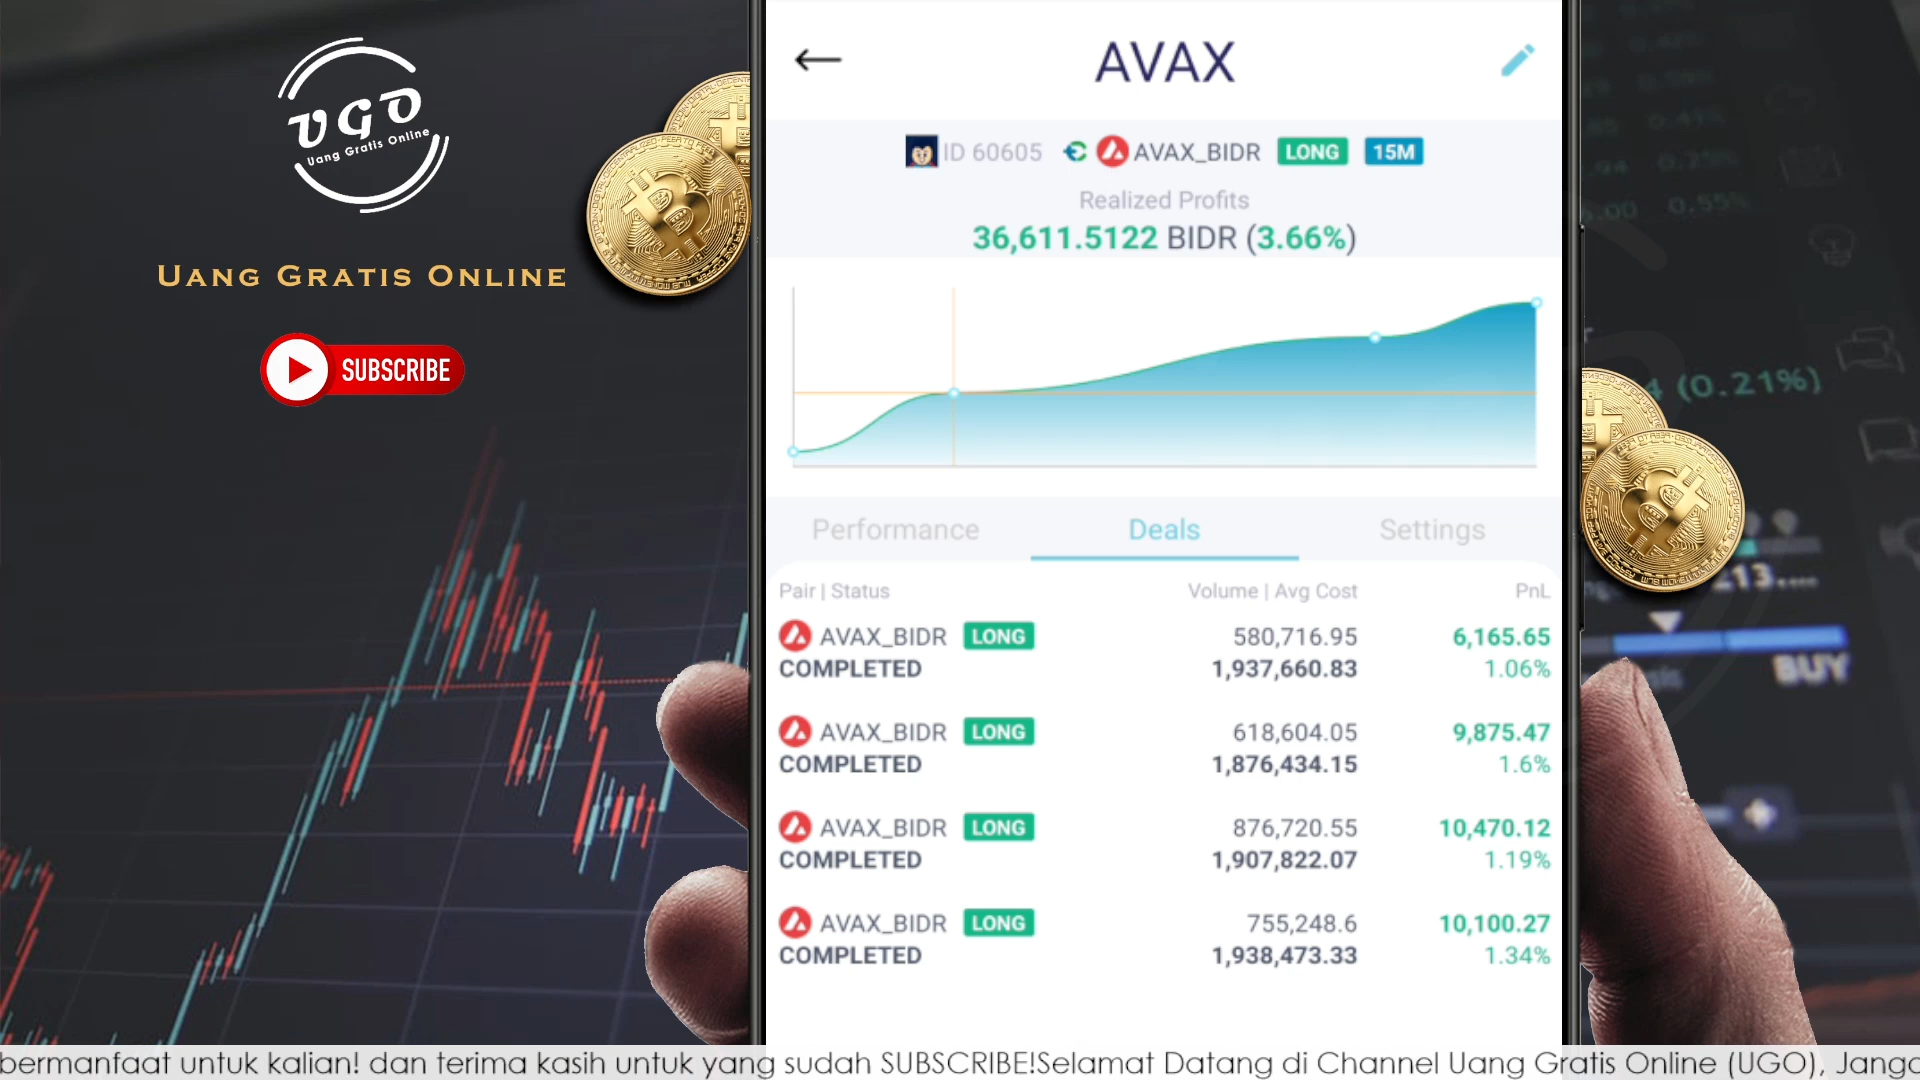 UGO
Uang Gratis Online
UANG GRATIS ONLINE
SUBSCRIBE
AVAX
ID 60605 AVAX_BIDR LONG 15M
Realized Profits
36,611.5122 BIDR (3.66%)
Performance Deals Settings
Pair | Status Volume | Avg Cost PnL
AVAX_BIDR LONG 580,716.95 6,165.65
COMPLETED 1,937,660.83 1.06%
AVAX_BIDR LONG 618,604.05 9,875.47
COMPLETED 1,876,434.15 1.6%
AVAX_BIDR LONG 876,720.55 10,470.12
COMPLETED 1,907,822.07 1.19%
AVAX_BIDR LONG 755,248.6 10,100.27
COMPLETED 1,938,473.33 1.34%
(0.21%)
BUY
bermanfaat untuk kalian! dan terima kasih untuk yang sudah SUBSCRIBE!Selamat Datang di Channel Uang Gratis Online (UGO), Janga